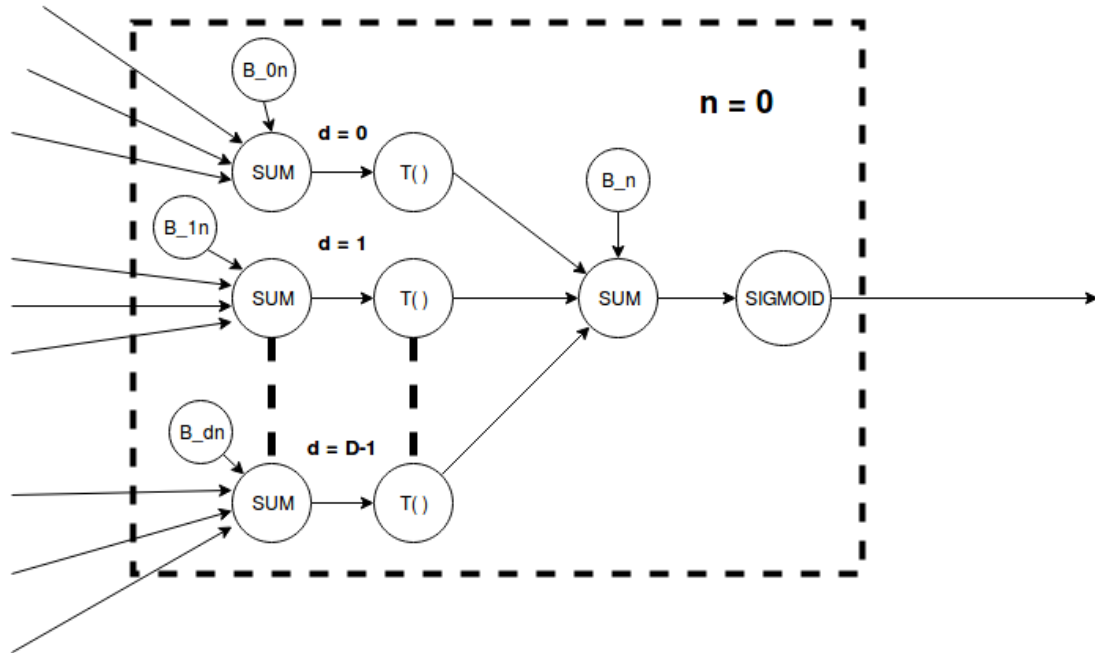 B_0n
n = 0
d = 0
SUM
T( )
B_n
B_1n
d = 1
SUM
T( )
SUM
SIGMOID
B_dn
d = D-1
SUM
T( )